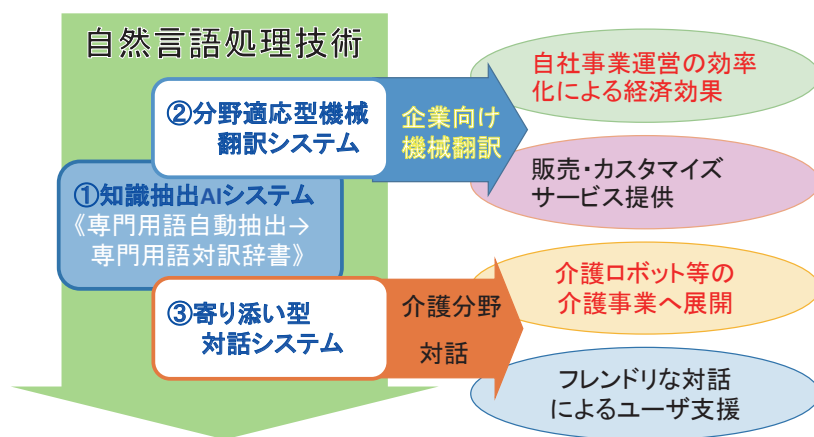 自然言語処理技術
②分野適応型機械
翻訳システム
企業向け
機械翻訳
自社事業運営の効率
化による経済効果
販売・カスタマイズ
サービス提供
①知識抽出AIシステム
《専門用語自動抽出→
専門用語対訳辞書》
③寄り添い型
対話システム
介護分野
対話
介護ロボット等の
介護事業へ展開
フレンドリな対話
によるユーザ支援